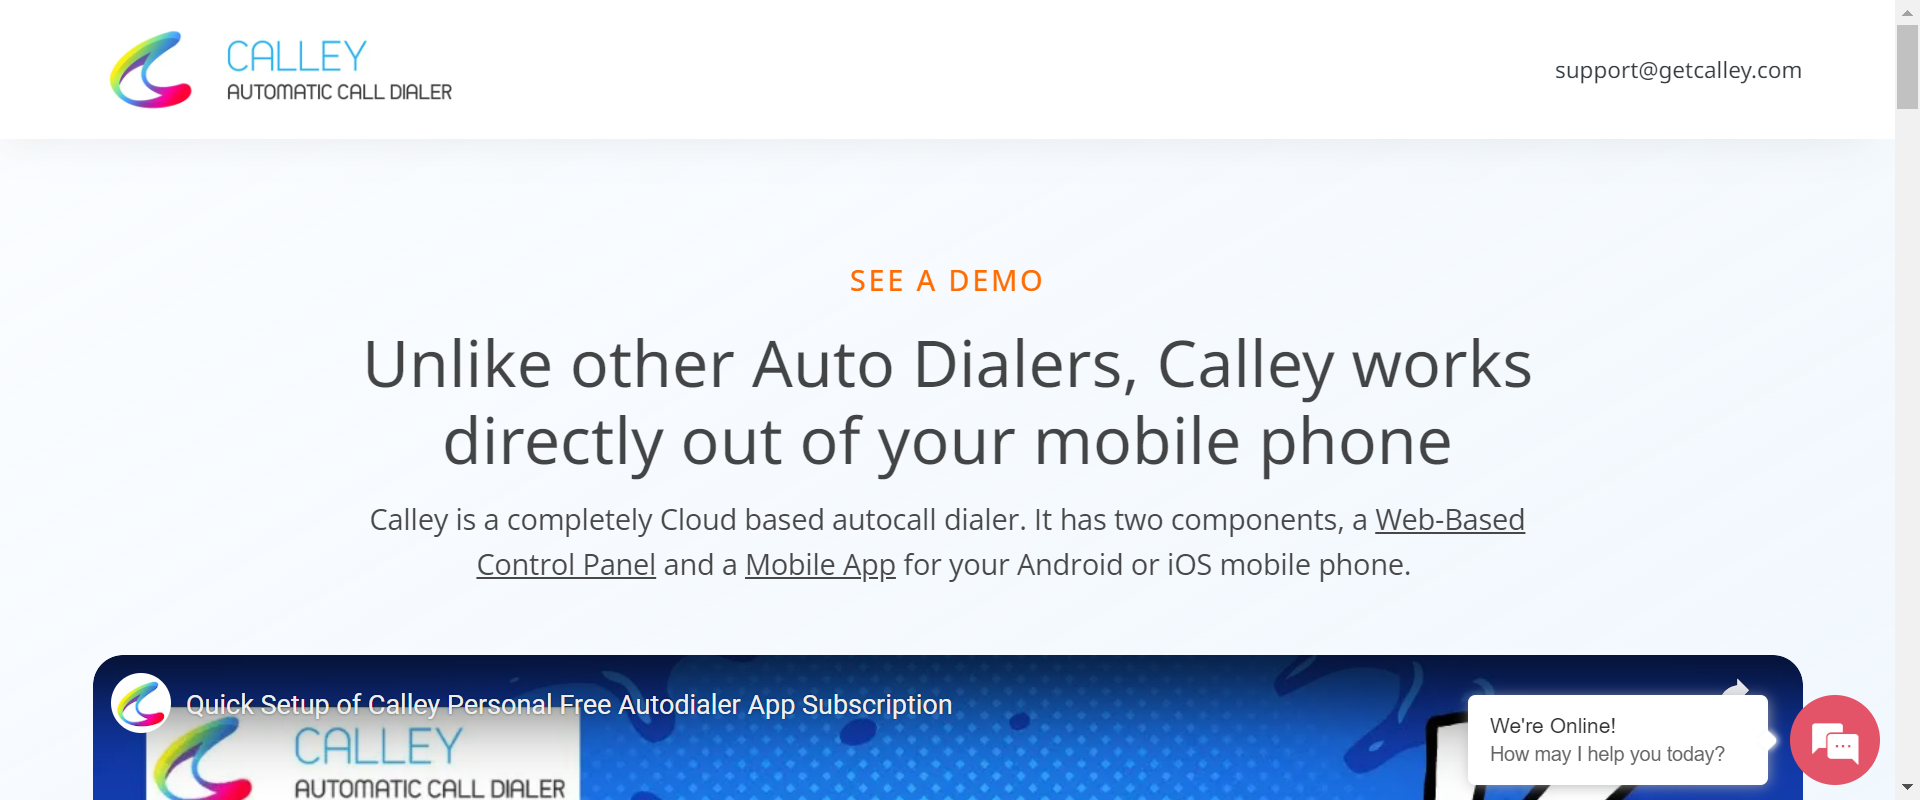 CALLEY
AUTOMATIC CALL DIALER
support@getcalley.com
SEE A DEMO
Unlike other Auto Dialers, Calley works
directly out of your mobile phone
Calley is a completely Cloud based autocall dialer. It has two components, a Web-Based
Control Panel and a Mobile App for your Android or iOS mobile phone.
Quick Setup of Calley Personal Free Autodialer App Subscription
CALLEY
AUTOMATIC CALL DIALER
We're Online!
How may I help you today?